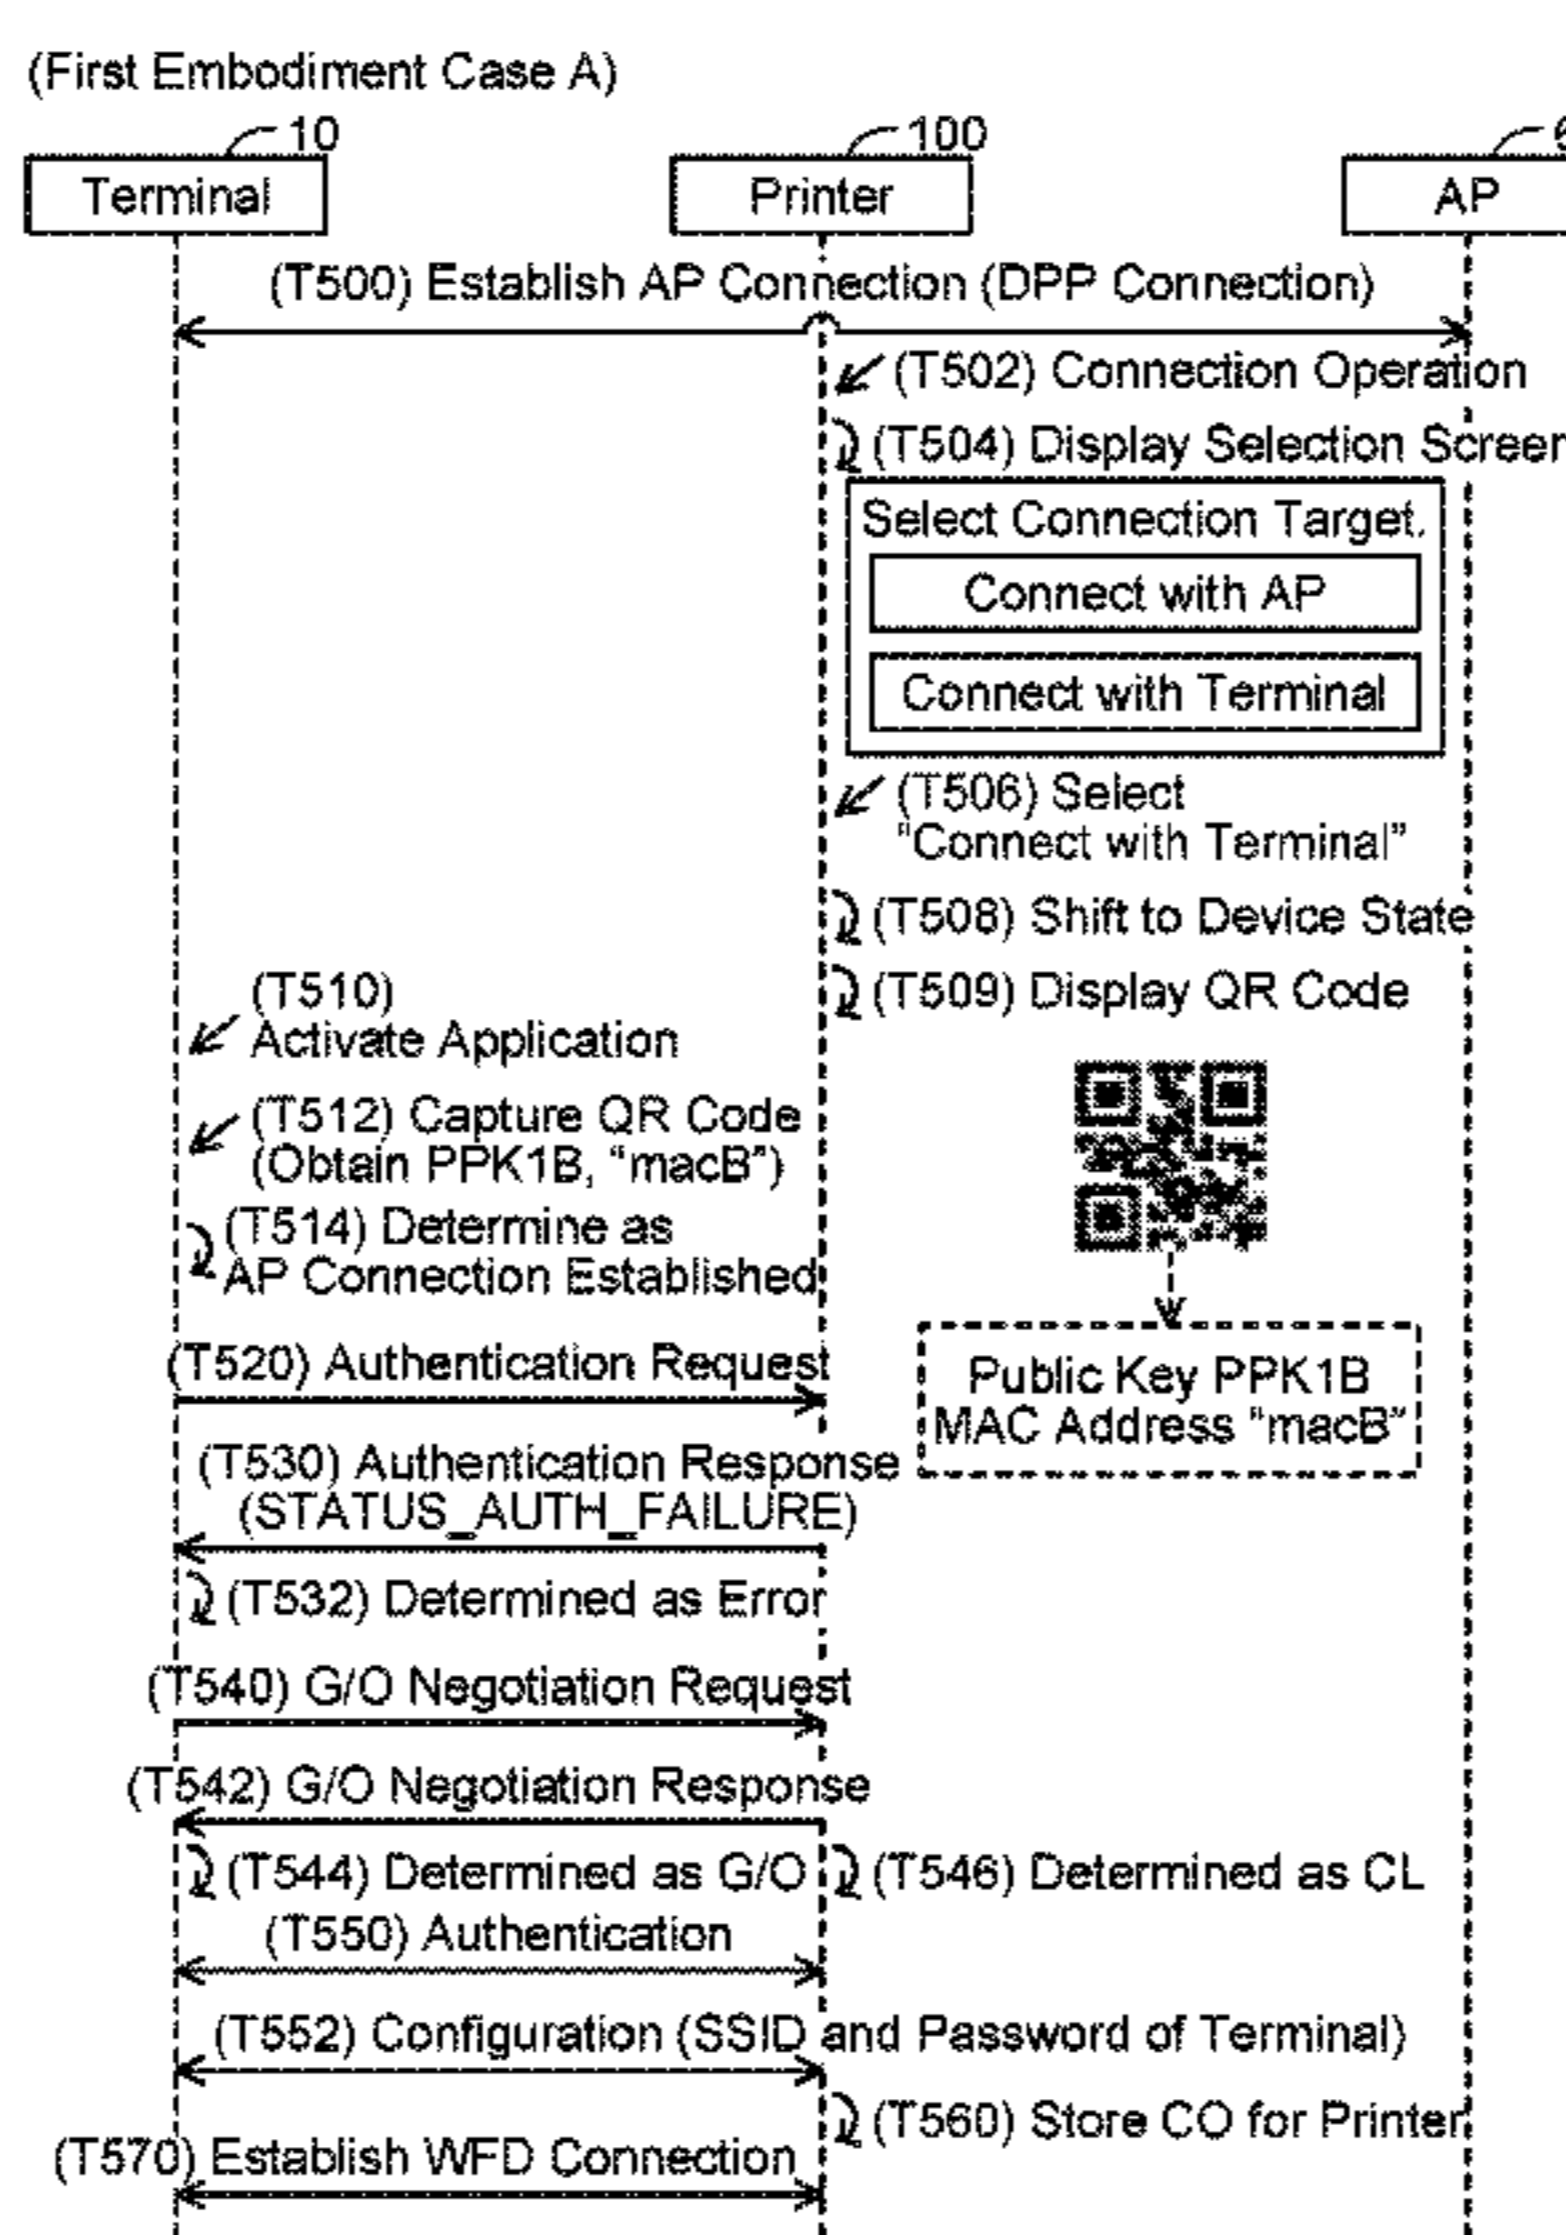 (First Embodiment Case A)
10
100
Terminal
Printer
AP
(T500) Establish AP Connection (DPP Connection)
(T502) Connection Operation
(T504) Display Selection Screen
Select Connection Target.
Connect with AP
Connect with Terminal
(T506) Select
"Connect with Terminal"
(T508) Shift to Device State
(T509) Display QR Code
(T510)
Activate Application
(T512) Capture QR Code
(Obtain PPK1B, "macB")
(T514) Determine as
AP Connection Established
(T520) Authentication Request
Public Key PPK1B
MAC Address "macB"
(T530) Authentication Response
(STATUS_AUTH_FAILURE)
(T532) Determined as Error
(T540) G/O Negotiation Request
(T542) G/O Negotiation Response
(T544) Determined as G/O
(T546) Determined as CL
(T550) Authentication
(T552) Configuration (SSID and Password of Terminal)
(T560) Store CO for Printer
(T570) Establish WFD Connection